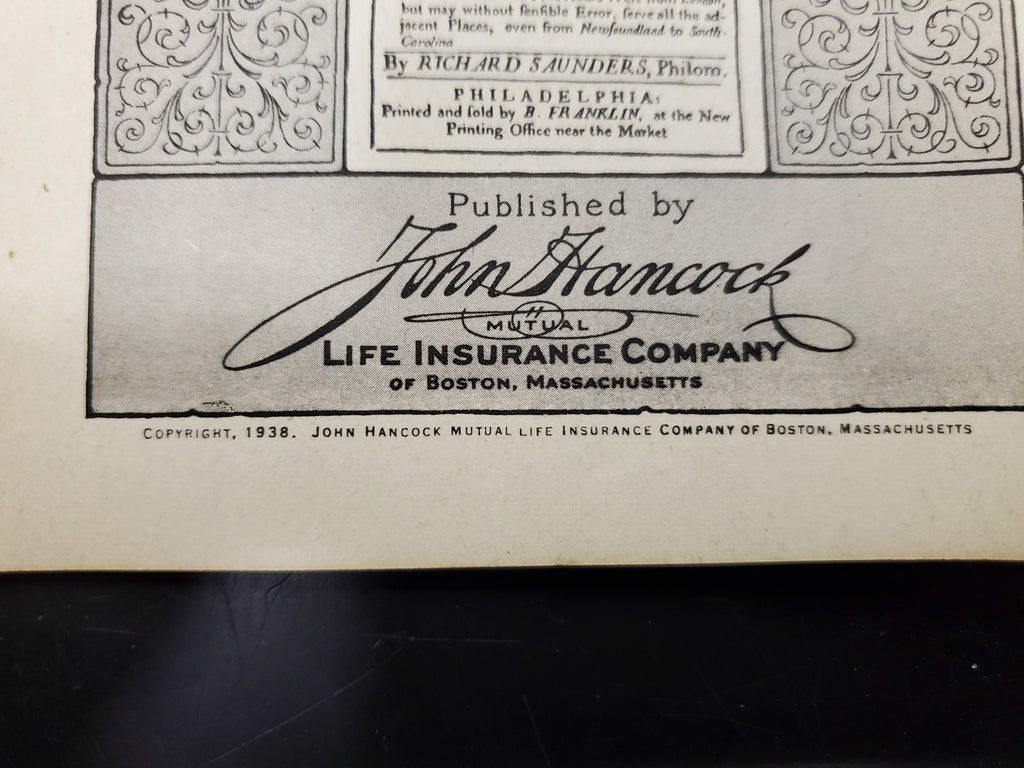 but may without ſenſible Error, ſerve all the ad-
jacent Places, even from Newfoundland to South-
Carolina
By RICHARD SAUNDERS, Philom.
PHILADELPHIA:
Printed and ſold by B. FRANKLIN, at the New
Printing Office near the Market
Published by
John Hancock
MUTUAL
LIFE INSURANCE COMPANY
OF BOSTON, MASSACHUSETTS
COPYRIGHT, 1938. JOHN HANCOCK MUTUAL LIFE INSURANCE COMPANY OF BOSTON, MASSACHUSETTS